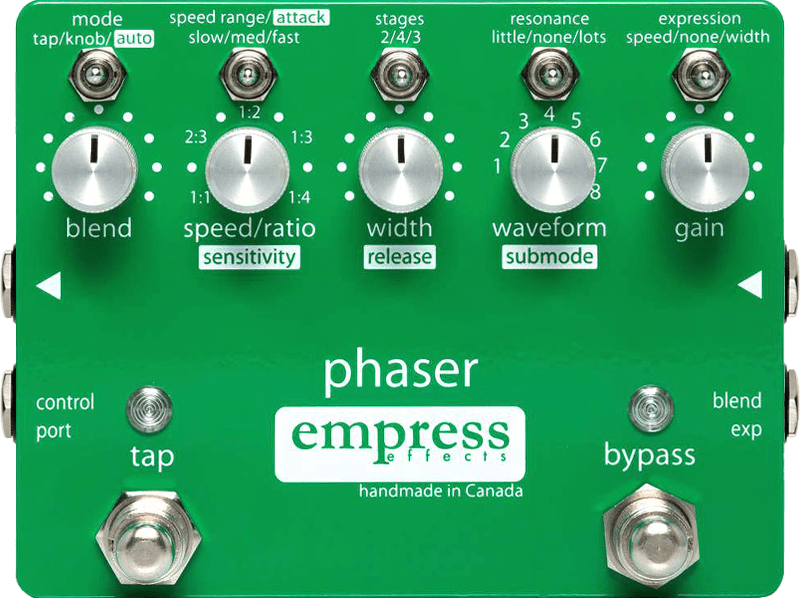 mode
tap/knob/auto
speed range/attack
slow/med/fast
stages
2/4/3
resonance
little/none/lots
expression
speed/none/width
1:1
2:3
1:2
1:3
1:4
1
2
3
4
5
6
7
8
blend
speed/ratio
width
waveform
gain
sensitivity
release
submode
phaser
control
port
tap
empress
effects
handmade in Canada
blend
exp
bypass